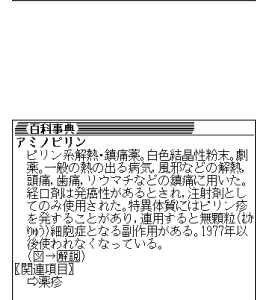 百科事典
アミノピリン
ピリン系解熱・鎮痛薬。白色結晶性粉末。劇
薬。一般の熱の出る病気,風邪などの解熱,
頭痛,歯痛,リウマチなどの鎮痛に用いた。
経口剤は発癌性があるとされ,注射剤とし
てのみ使用された。特異体質にはピリン疹
を発することがあり,連用すると無顆粒(むか
りゅう)細胞症となる副作用がある。1977年以
後使われなくなっている。
(図→解説)
〖関連項目〗
⇨薬疹